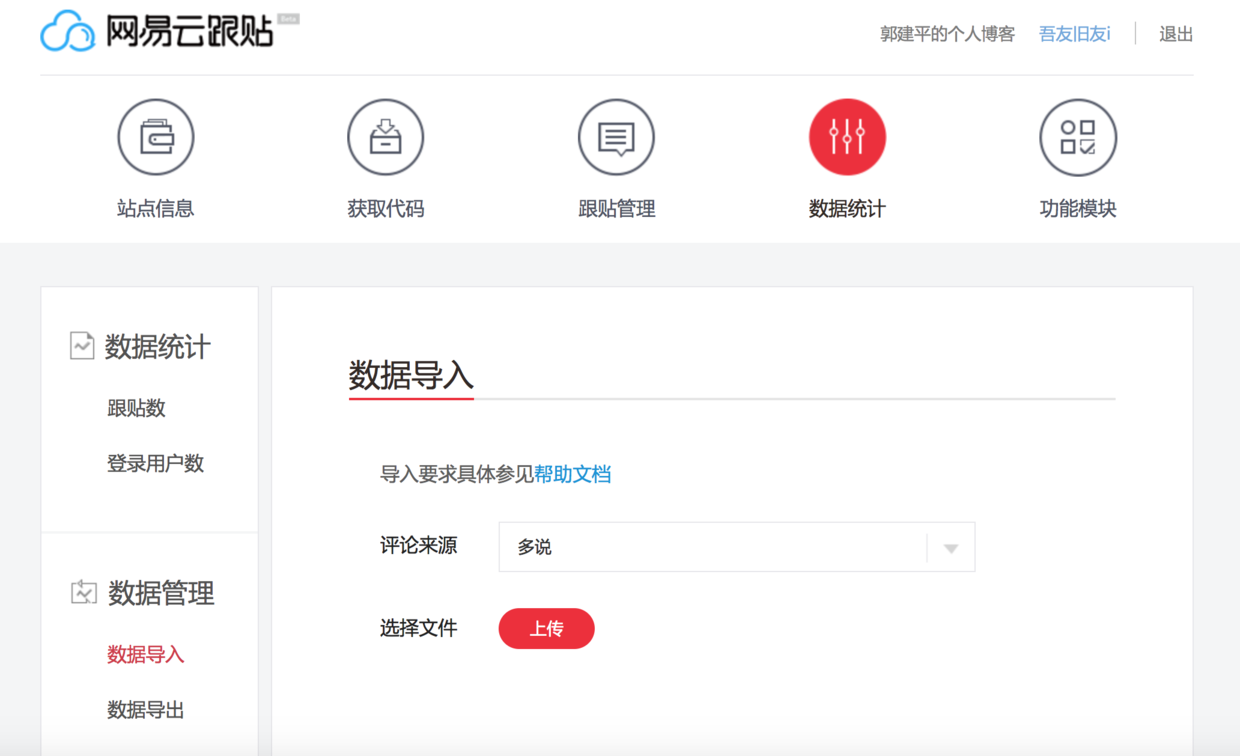 网易云跟贴 Beta
郭建平的个人博客 吾友旧友i 退出
站点信息 获取代码 跟贴管理 数据统计 功能模块
数据统计
跟贴数
登录用户数
数据管理
数据导入
数据导出
数据导入
导入要求具体参见帮助文档
评论来源 多说
选择文件 上传